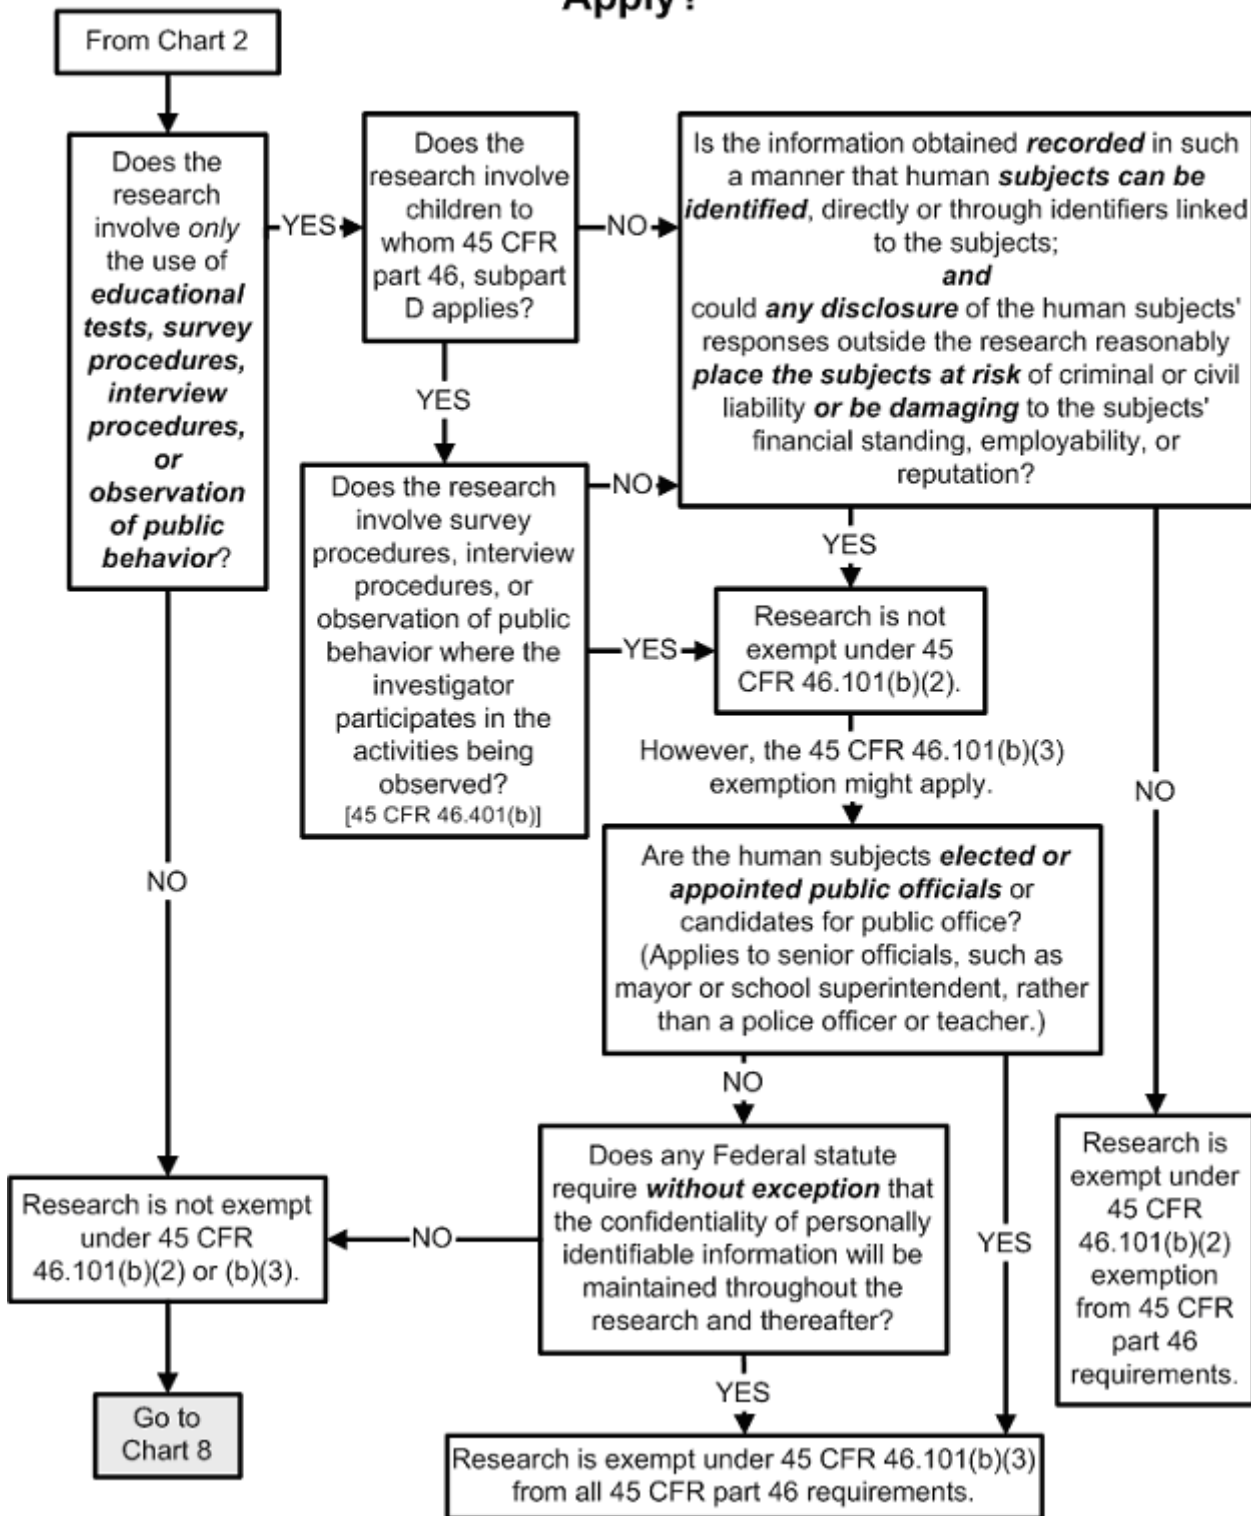 Apply?
From Chart 2
Does the
research
involve only
the use of
educational
tests, survey
procedures,
interview
procedures,
or
observation
of public
behavior?
YES
Does the
research involve
children to
whom 45 CFR
part 46, subpart
D applies?
NO
Is the information obtained recorded in such
a manner that human subjects can be
identified, directly or through identifiers linked
to the subjects;
and
could any disclosure of the human subjects'
responses outside the research reasonably
place the subjects at risk of criminal or civil
liability or be damaging to the subjects'
financial standing, employability, or
reputation?
YES
Does the research
involve survey
procedures, interview
procedures, or
observation of public
behavior where the
investigator
participates in the
activities being
observed?
[45 CFR 46.401(b)]
NO
YES
YES
Research is not
exempt under 45
CFR 46.101(b)(2).
However, the 45 CFR 46.101(b)(3)
exemption might apply.
NO
Are the human subjects elected or
appointed public officials or
candidates for public office?
(Applies to senior officials, such as
mayor or school superintendent, rather
than a police officer or teacher.)
NO
NO
YES
Does any Federal statute
require without exception that
the confidentiality of personally
identifiable information will be
maintained throughout the
research and thereafter?
NO
Research is not exempt
under 45 CFR
46.101(b)(2) or (b)(3).
Research is
exempt under
45 CFR
46.101(b)(2)
exemption
from 45 CFR
part 46
requirements.
YES
Go to
Chart 8
Research is exempt under 45 CFR 46.101(b)(3)
from all 45 CFR part 46 requirements.